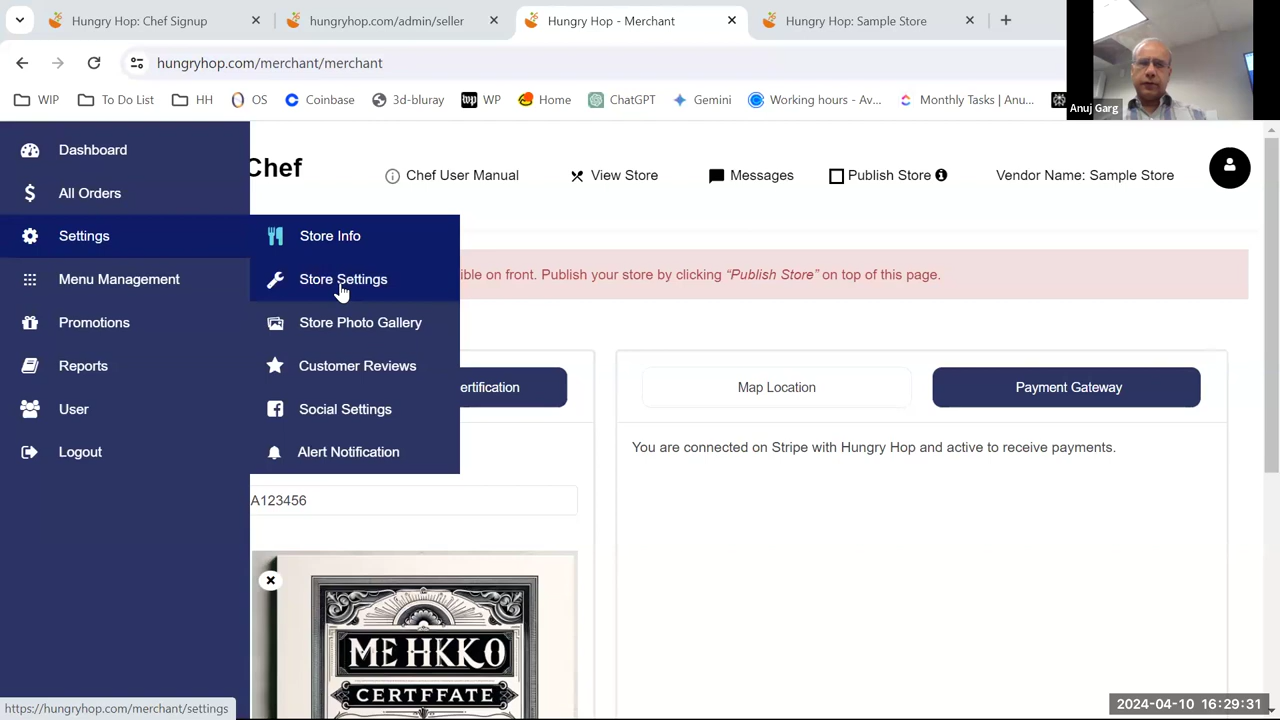 Hungry Hop: Chef Signup
hungryhop.com/admin/seller
Hungry Hop - Merchant
Hungry Hop: Sample Store
hungryhop.com/merchant/merchant
WIP
To Do List
HH
OS
Coinbase
3d-bluray
wp WP
Home
ChatGPT
Gemini
Working hours - Av...
Monthly Tasks | Anu...
Anuj Garg
Dashboard
All Orders
Settings
Menu Management
Promotions
Reports
User
Logout
Store Info
Store Settings
Store Photo Gallery
Customer Reviews
Social Settings
Alert Notification
Chef
Chef User Manual
View Store
Messages
Publish Store
Vendor Name: Sample Store
ible on front. Publish your store by clicking “Publish Store” on top of this page.
ertification
Map Location
Payment Gateway
You are connected on Stripe with Hungry Hop and active to receive payments.
A123456
ME HKKO
CERTFFATE
https://hungryhop.com/merchant/settings
2024-04-10 16:29:31